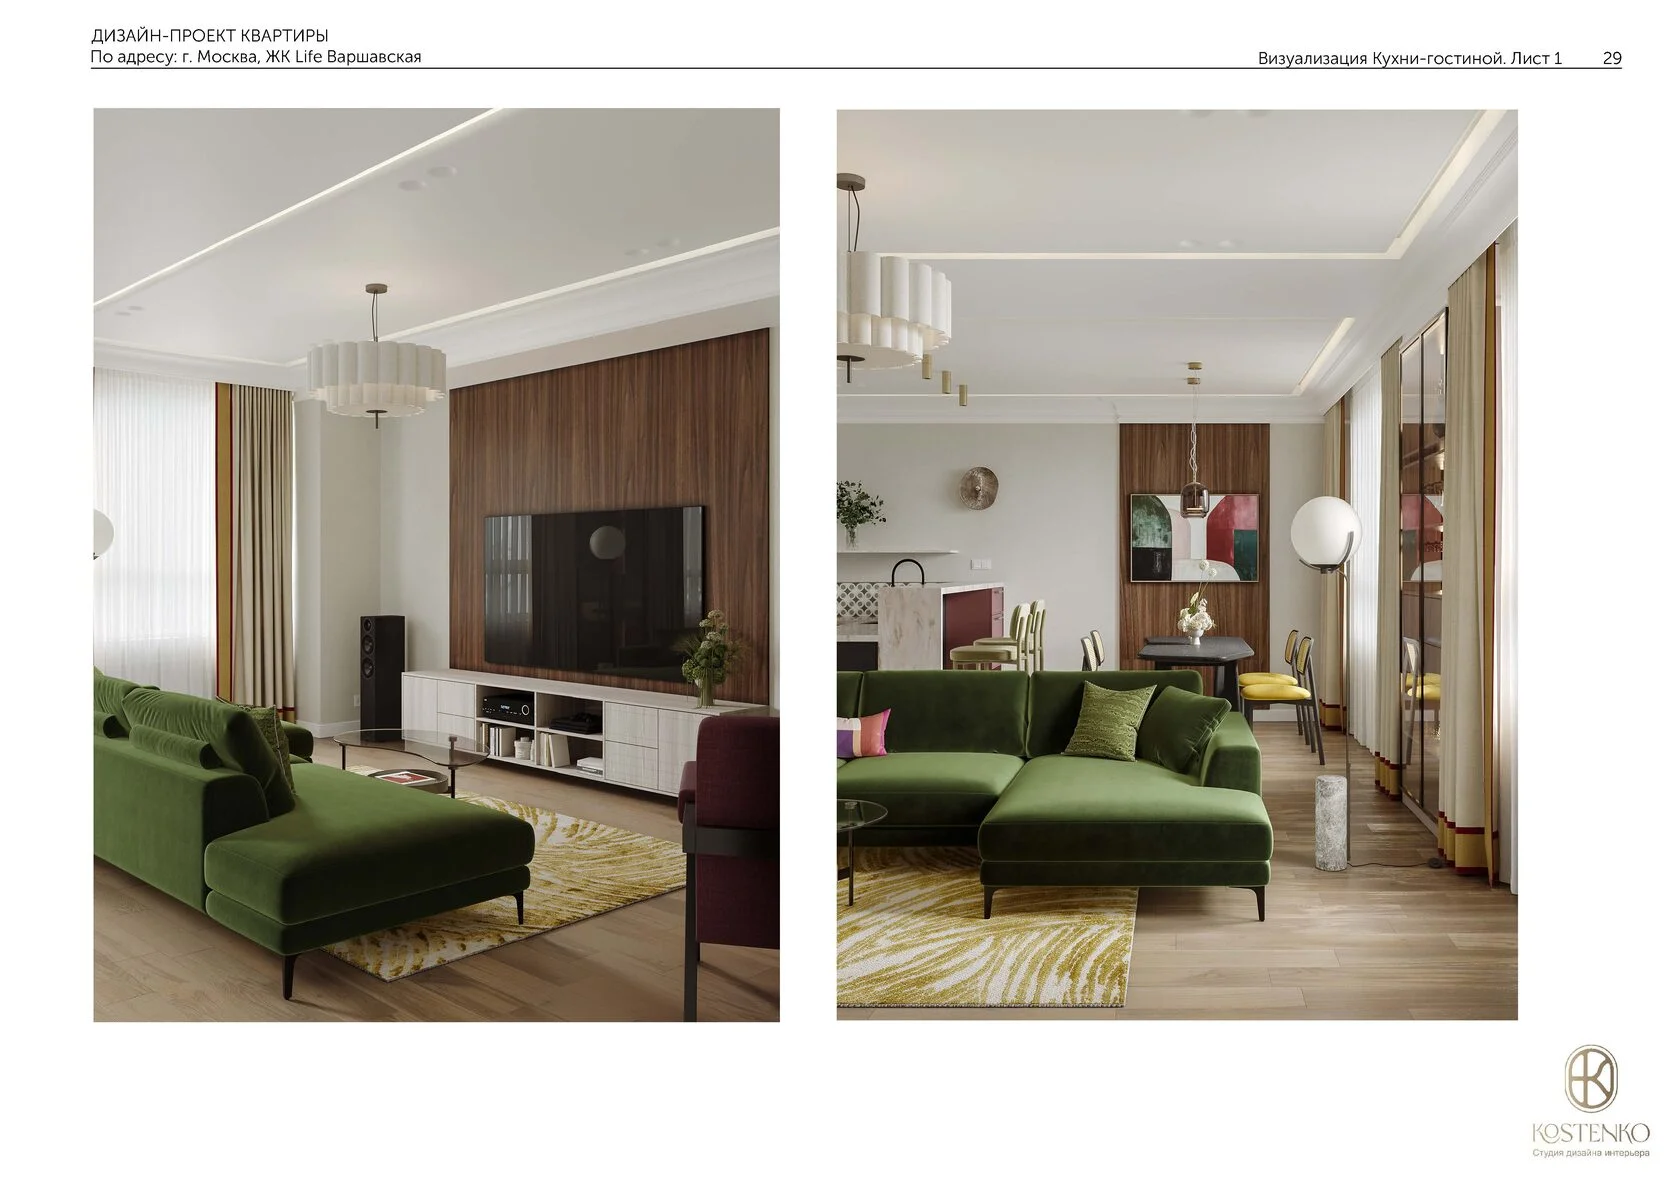 ДИЗАЙН-ПРОЕКТ КВАРТИРЫ
По адресу: г. Москва, ЖК Life Варшавская
Визуализация Кухни-гостиной. Лист 1 29
KOSTENKO
Студия дизайна интерьера